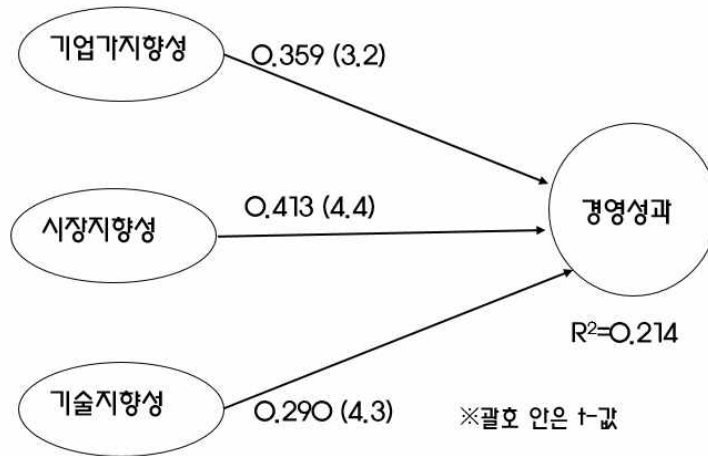 기업가지향성
0.359 (3.2)
시장지향성
0.413 (4.4)
경영성과
R²=0.214
기술지향성
0.290 (4.3)
※괄호 안은 t-값